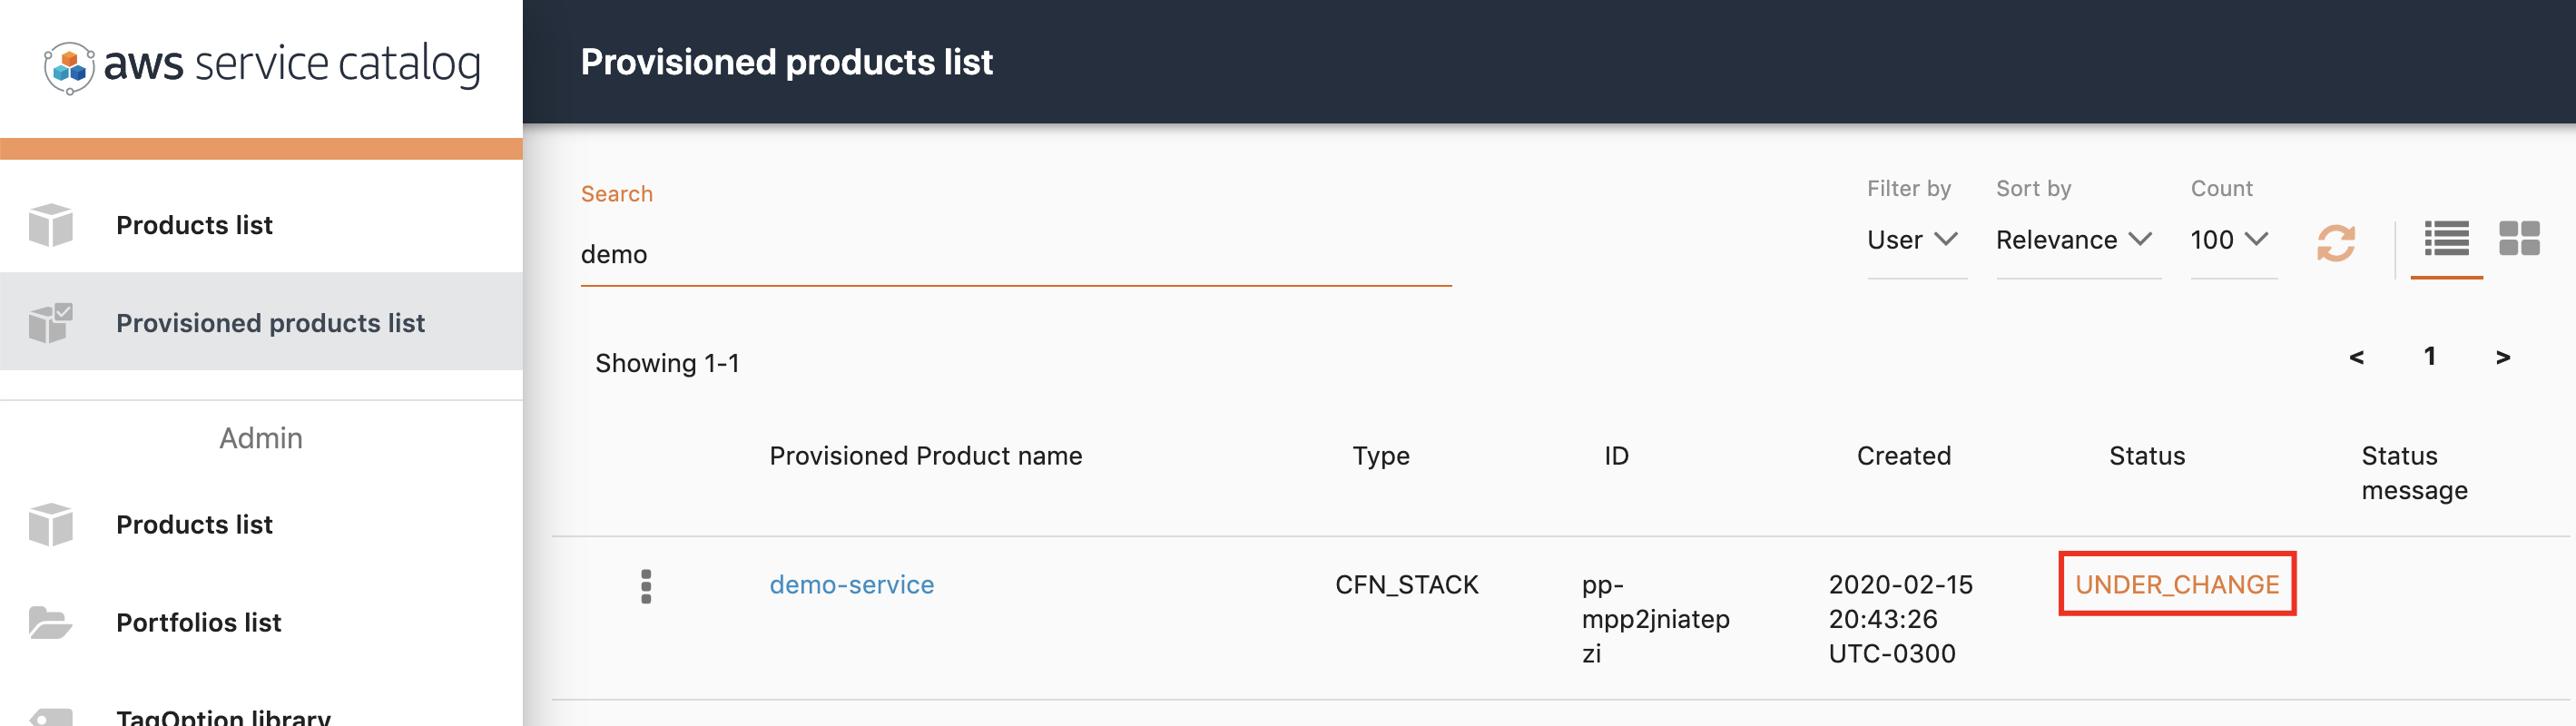 aws service catalog
Provisioned products list
Products list
Provisioned products list
Admin
Products list
Portfolios list
TagOption library
Search
demo
Filter by
User
Sort by
Relevance
Count
100
Showing 1-1
< 1 >
Provisioned Product name
Type
ID
Created
Status
Status
message
demo-service
CFN_STACK
pp-
mpp2jniatep
zi
2020-02-15
20:43:26
UTC-0300
UNDER_CHANGE